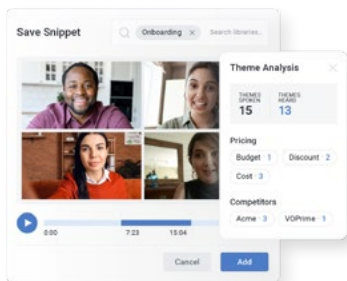 Save Snippet
Onboarding ×
Search libraries..
Theme Analysis
THEMES SPOKEN
15
THEMES HEARD
13
Pricing
Budget · 1
Discount · 2
Cost · 3
Competitors
Acme · 3
VOPrime · 1
0:00
7:23
15:04
Cancel
Add